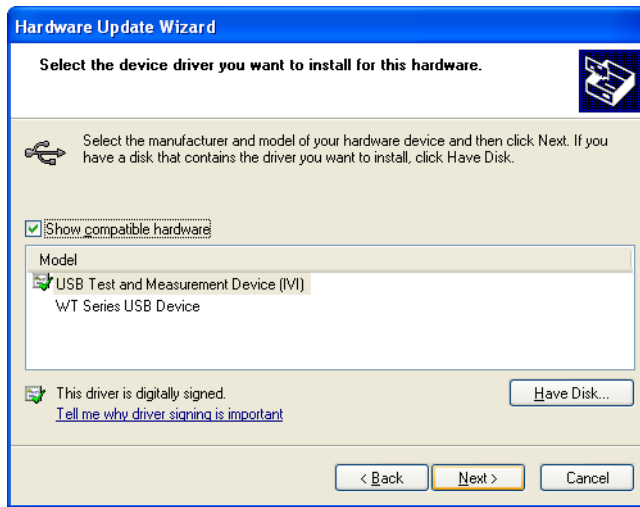 Hardware Update Wizard
Select the device driver you want to install for this hardware.
Select the manufacturer and model of your hardware device and then click Next. If you
have a disk that contains the driver you want to install, click Have Disk.
Show compatible hardware
Model
USB Test and Measurement Device (IVI)
WT Series USB Device
This driver is digitally signed.
Have Disk...
Tell me why driver signing is important
< Back
Next >
Cancel